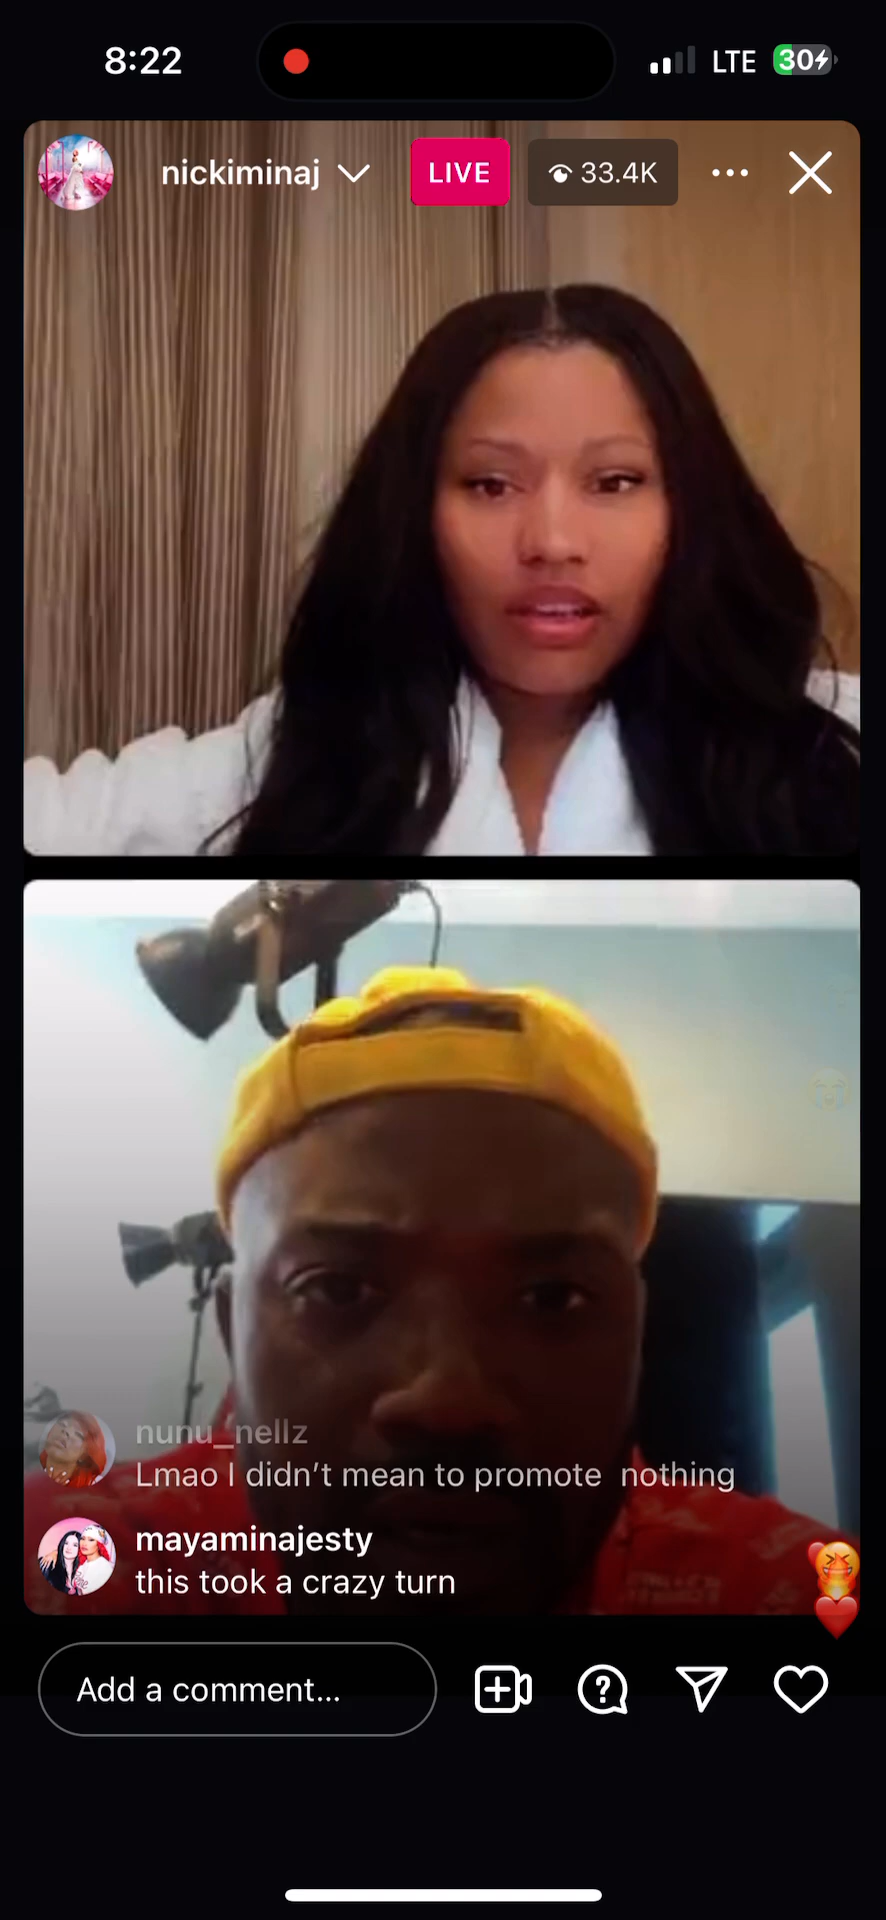 8:22
LTE
30
nickiminaj
LIVE
33.4K
nunu_nellz
Lmao I didn’t mean to promote nothing
mayaminajesty
this took a crazy turn
Add a comment...